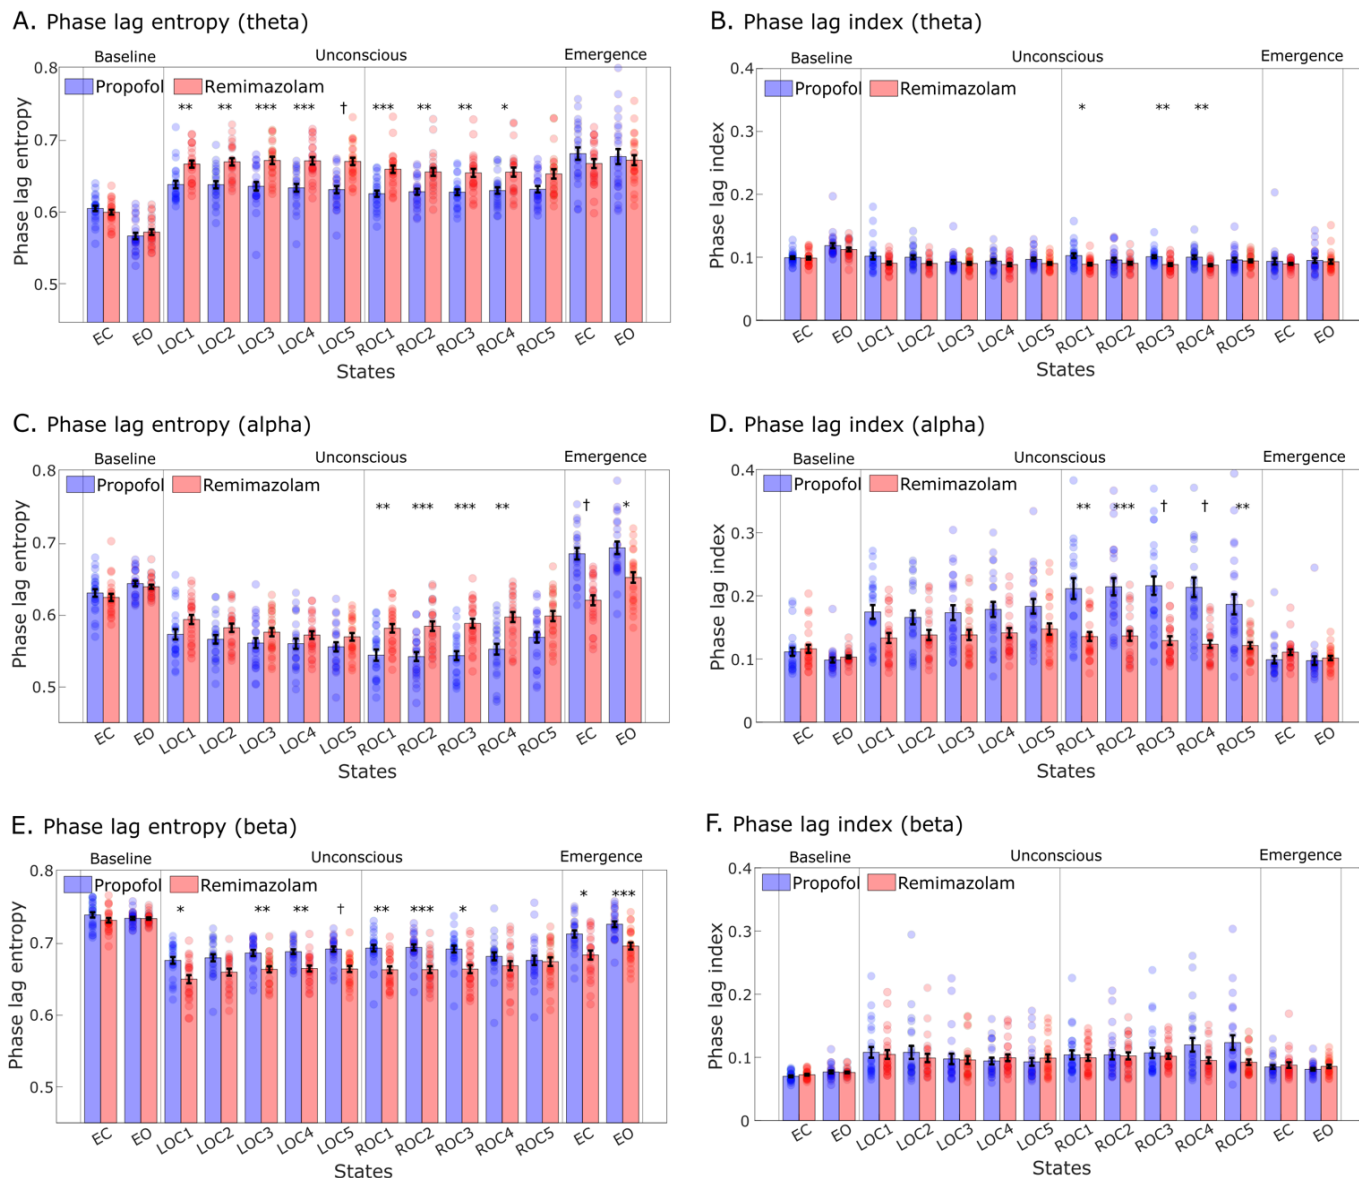 A. Phase lag entropy (theta)
Baseline Unconscious Emergence
Propofol Remimazolam
** ** *** *** † *** ** ** *
Phase lag entropy
0.8
0.7
0.6
0.5
EC EO LOC1 LOC2 LOC3 LOC4 LOC5 ROC1 ROC2 ROC3 ROC4 ROC5 EC EO
States
B. Phase lag index (theta)
Baseline Unconscious Emergence
Propofol Remimazolam
* ** **
Phase lag index
0.4
0.3
0.2
0.1
0
EC EO LOC1 LOC2 LOC3 LOC4 LOC5 ROC1 ROC2 ROC3 ROC4 ROC5 EC EO
States
C. Phase lag entropy (alpha)
Baseline Unconscious Emergence
Propofol Remimazolam
** *** *** ** † *
Phase lag entropy
0.8
0.7
0.6
0.5
EC EO LOC1 LOC2 LOC3 LOC4 LOC5 ROC1 ROC2 ROC3 ROC4 ROC5 EC EO
States
D. Phase lag index (alpha)
Baseline Unconscious Emergence
Propofol Remimazolam
** *** † † **
Phase lag index
0.4
0.3
0.2
0.1
0
EC EO LOC1 LOC2 LOC3 LOC4 LOC5 ROC1 ROC2 ROC3 ROC4 ROC5 EC EO
States
E. Phase lag entropy (beta)
Baseline Unconscious Emergence
Propofol Remimazolam
* ** ** † ** *** * * ***
Phase lag entropy
0.8
0.7
0.6
0.5
EC EO LOC1 LOC2 LOC3 LOC4 LOC5 ROC1 ROC2 ROC3 ROC4 ROC5 EC EO
States
F. Phase lag index (beta)
Baseline Unconscious Emergence
Propofol Remimazolam
Phase lag index
0.4
0.3
0.2
0.1
0
EC EO LOC1 LOC2 LOC3 LOC4 LOC5 ROC1 ROC2 ROC3 ROC4 ROC5 EC EO
States